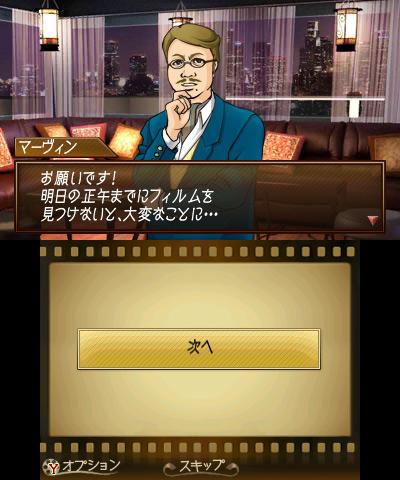 マーヴィン
お願いです!
明日の正午までにフィルムを
見つけないと、大変なことに…
次へ
Yオプション
スキップ